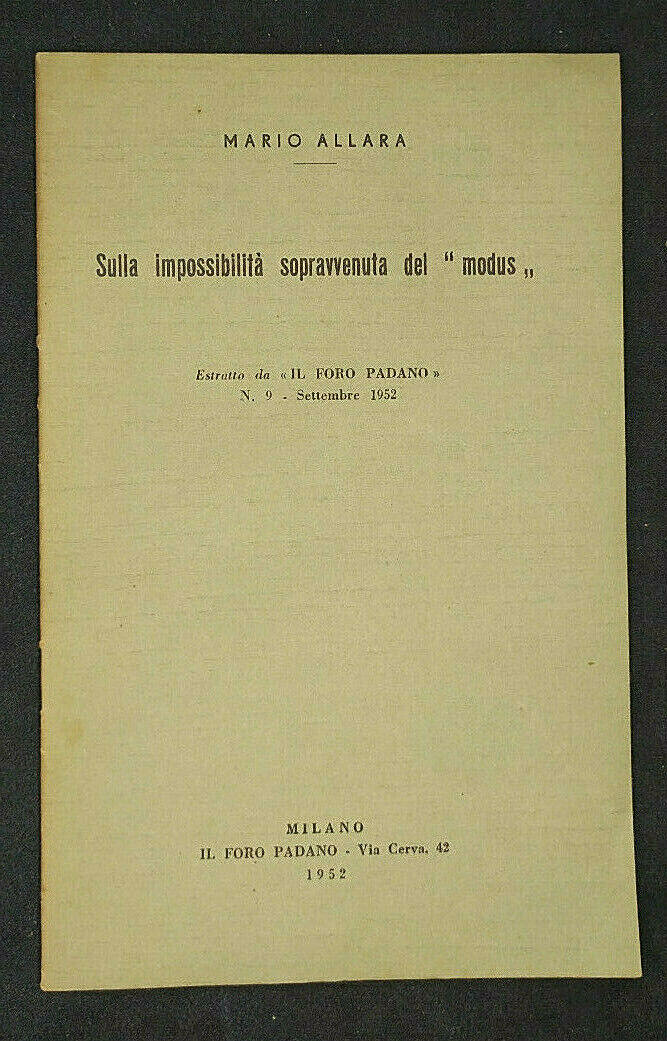 MARIO ALLARA
Sulla impossibilità sopravvenuta del “ modus „
Estratto da «IL FORO PADANO»
N. 9 - Settembre 1952
MILANO
IL FORO PADANO - Via Cerva, 42
1952